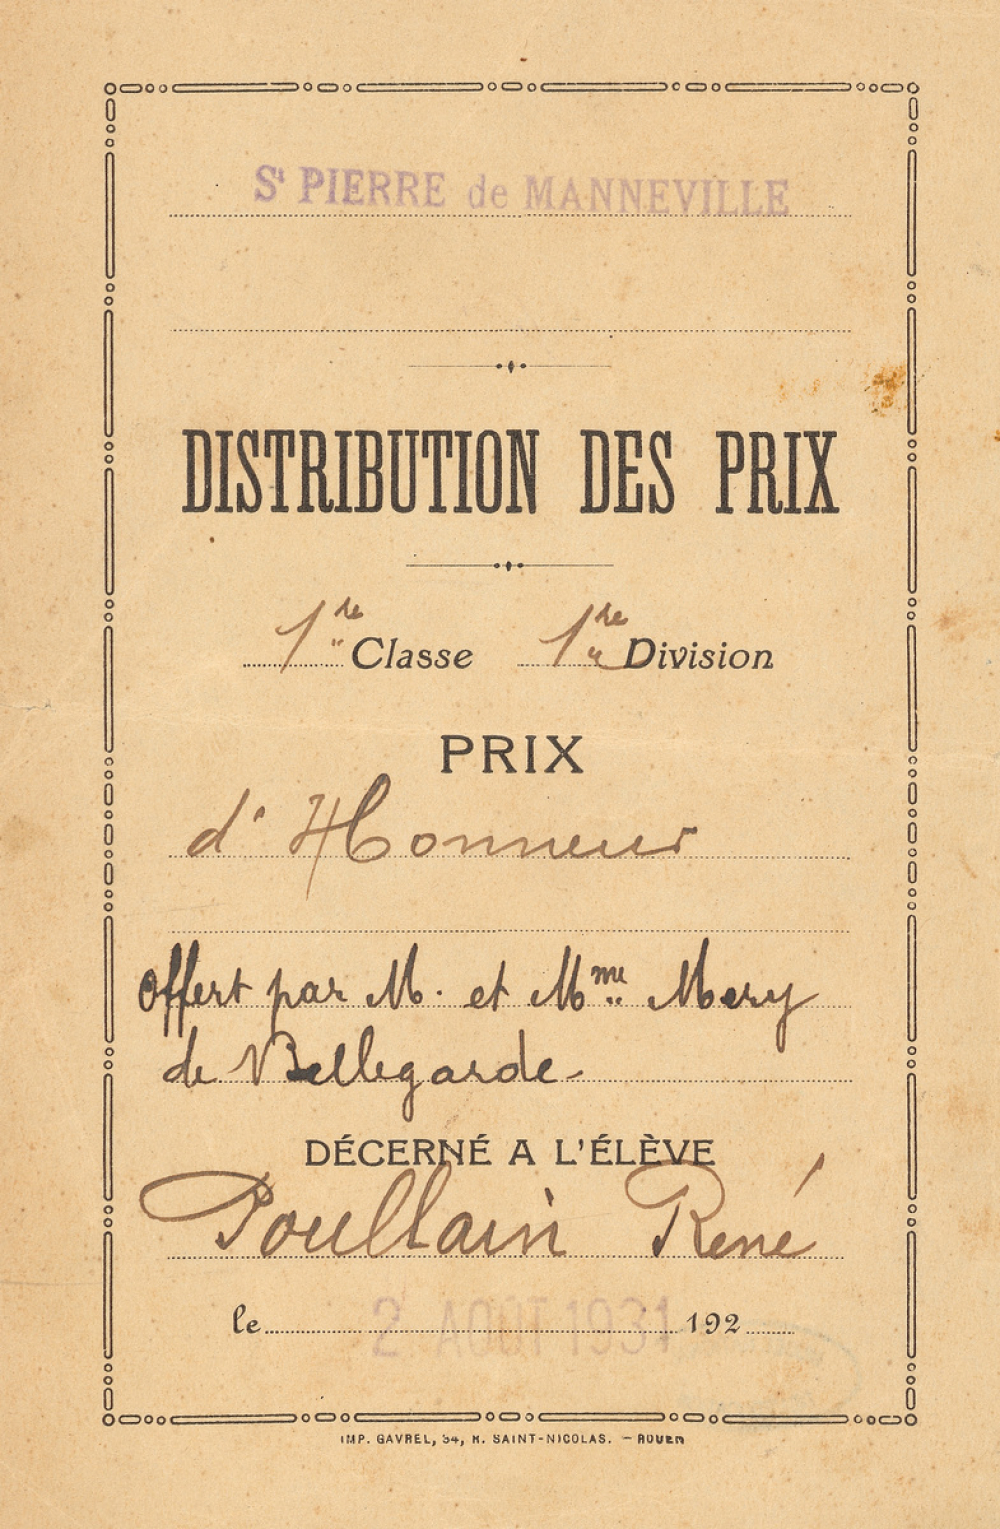 St PIERRE de MANNEVILLE
DISTRIBUTION DES PRIX
1re Classe 1re Division
PRIX
d'Honneur
Offert par M. et Mme Mery
de Bellegarde -
DÉCERNÉ A L'ÉLÈVE
Poullain René
le 2 AOUT 1931 192
IMP. GAVREL, 34, R. SAINT-NICOLAS. - ROUEN